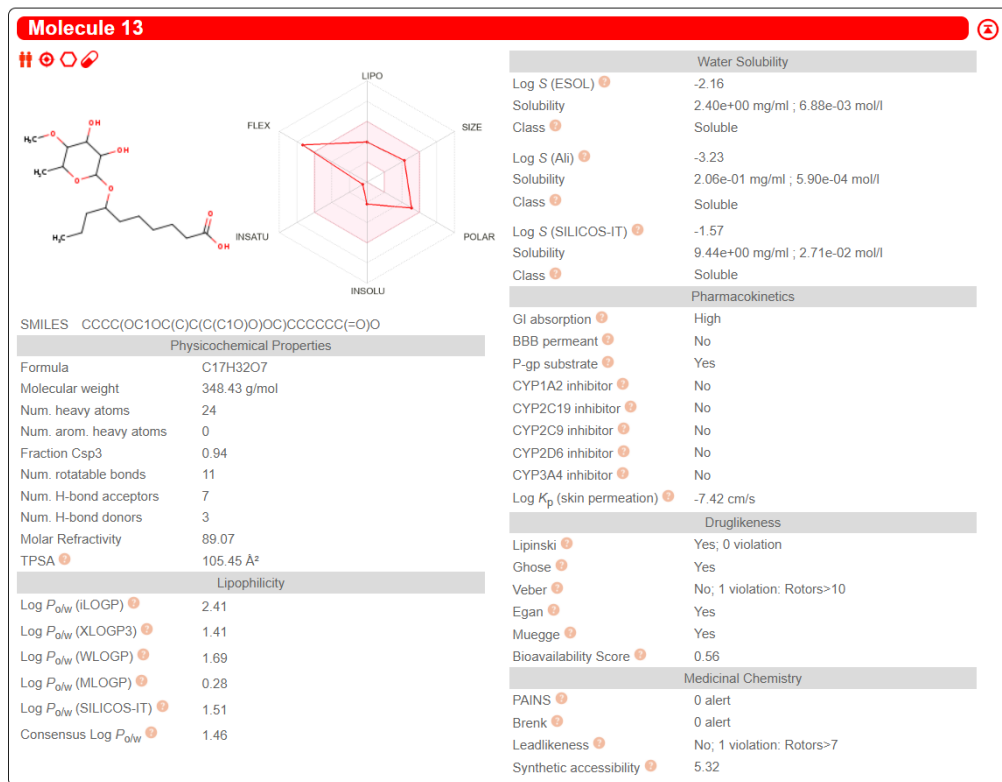 Molecule 13
H₃C
O
OH
OH
H₃C
O
O
H₃C
O
OH
LIPO
FLEX
SIZE
INSATU
POLAR
INSOLU
SMILES CCCC(OC1OC(C)C(C(C1O)O)OC)CCCCCC(=O)O
Physicochemical Properties
Formula C17H32O7
Molecular weight 348.43 g/mol
Num. heavy atoms 24
Num. arom. heavy atoms 0
Fraction Csp3 0.94
Num. rotatable bonds 11
Num. H-bond acceptors 7
Num. H-bond donors 3
Molar Refractivity 89.07
TPSA ? 105.45 Å²
Lipophilicity
Log Po/w (iLOGP) ? 2.41
Log Po/w (XLOGP3) ? 1.41
Log Po/w (WLOGP) ? 1.69
Log Po/w (MLOGP) ? 0.28
Log Po/w (SILICOS-IT) ? 1.51
Consensus Log Po/w ? 1.46
Water Solubility
Log S (ESOL) ? -2.16
Solubility 2.40e+00 mg/ml ; 6.88e-03 mol/l
Class ? Soluble
Log S (Ali) ? -3.23
Solubility 2.06e-01 mg/ml ; 5.90e-04 mol/l
Class ? Soluble
Log S (SILICOS-IT) ? -1.57
Solubility 9.44e+00 mg/ml ; 2.71e-02 mol/l
Class ? Soluble
Pharmacokinetics
GI absorption ? High
BBB permeant ? No
P-gp substrate ? Yes
CYP1A2 inhibitor ? No
CYP2C19 inhibitor ? No
CYP2C9 inhibitor ? No
CYP2D6 inhibitor ? No
CYP3A4 inhibitor ? No
Log Kp (skin permeation) ? -7.42 cm/s
Druglikeness
Lipinski ? Yes; 0 violation
Ghose ? Yes
Veber ? No; 1 violation: Rotors>10
Egan ? Yes
Muegge ? Yes
Bioavailability Score ? 0.56
Medicinal Chemistry
PAINS ? 0 alert
Brenk ? 0 alert
Leadlikeness ? No; 1 violation: Rotors>7
Synthetic accessibility ? 5.32